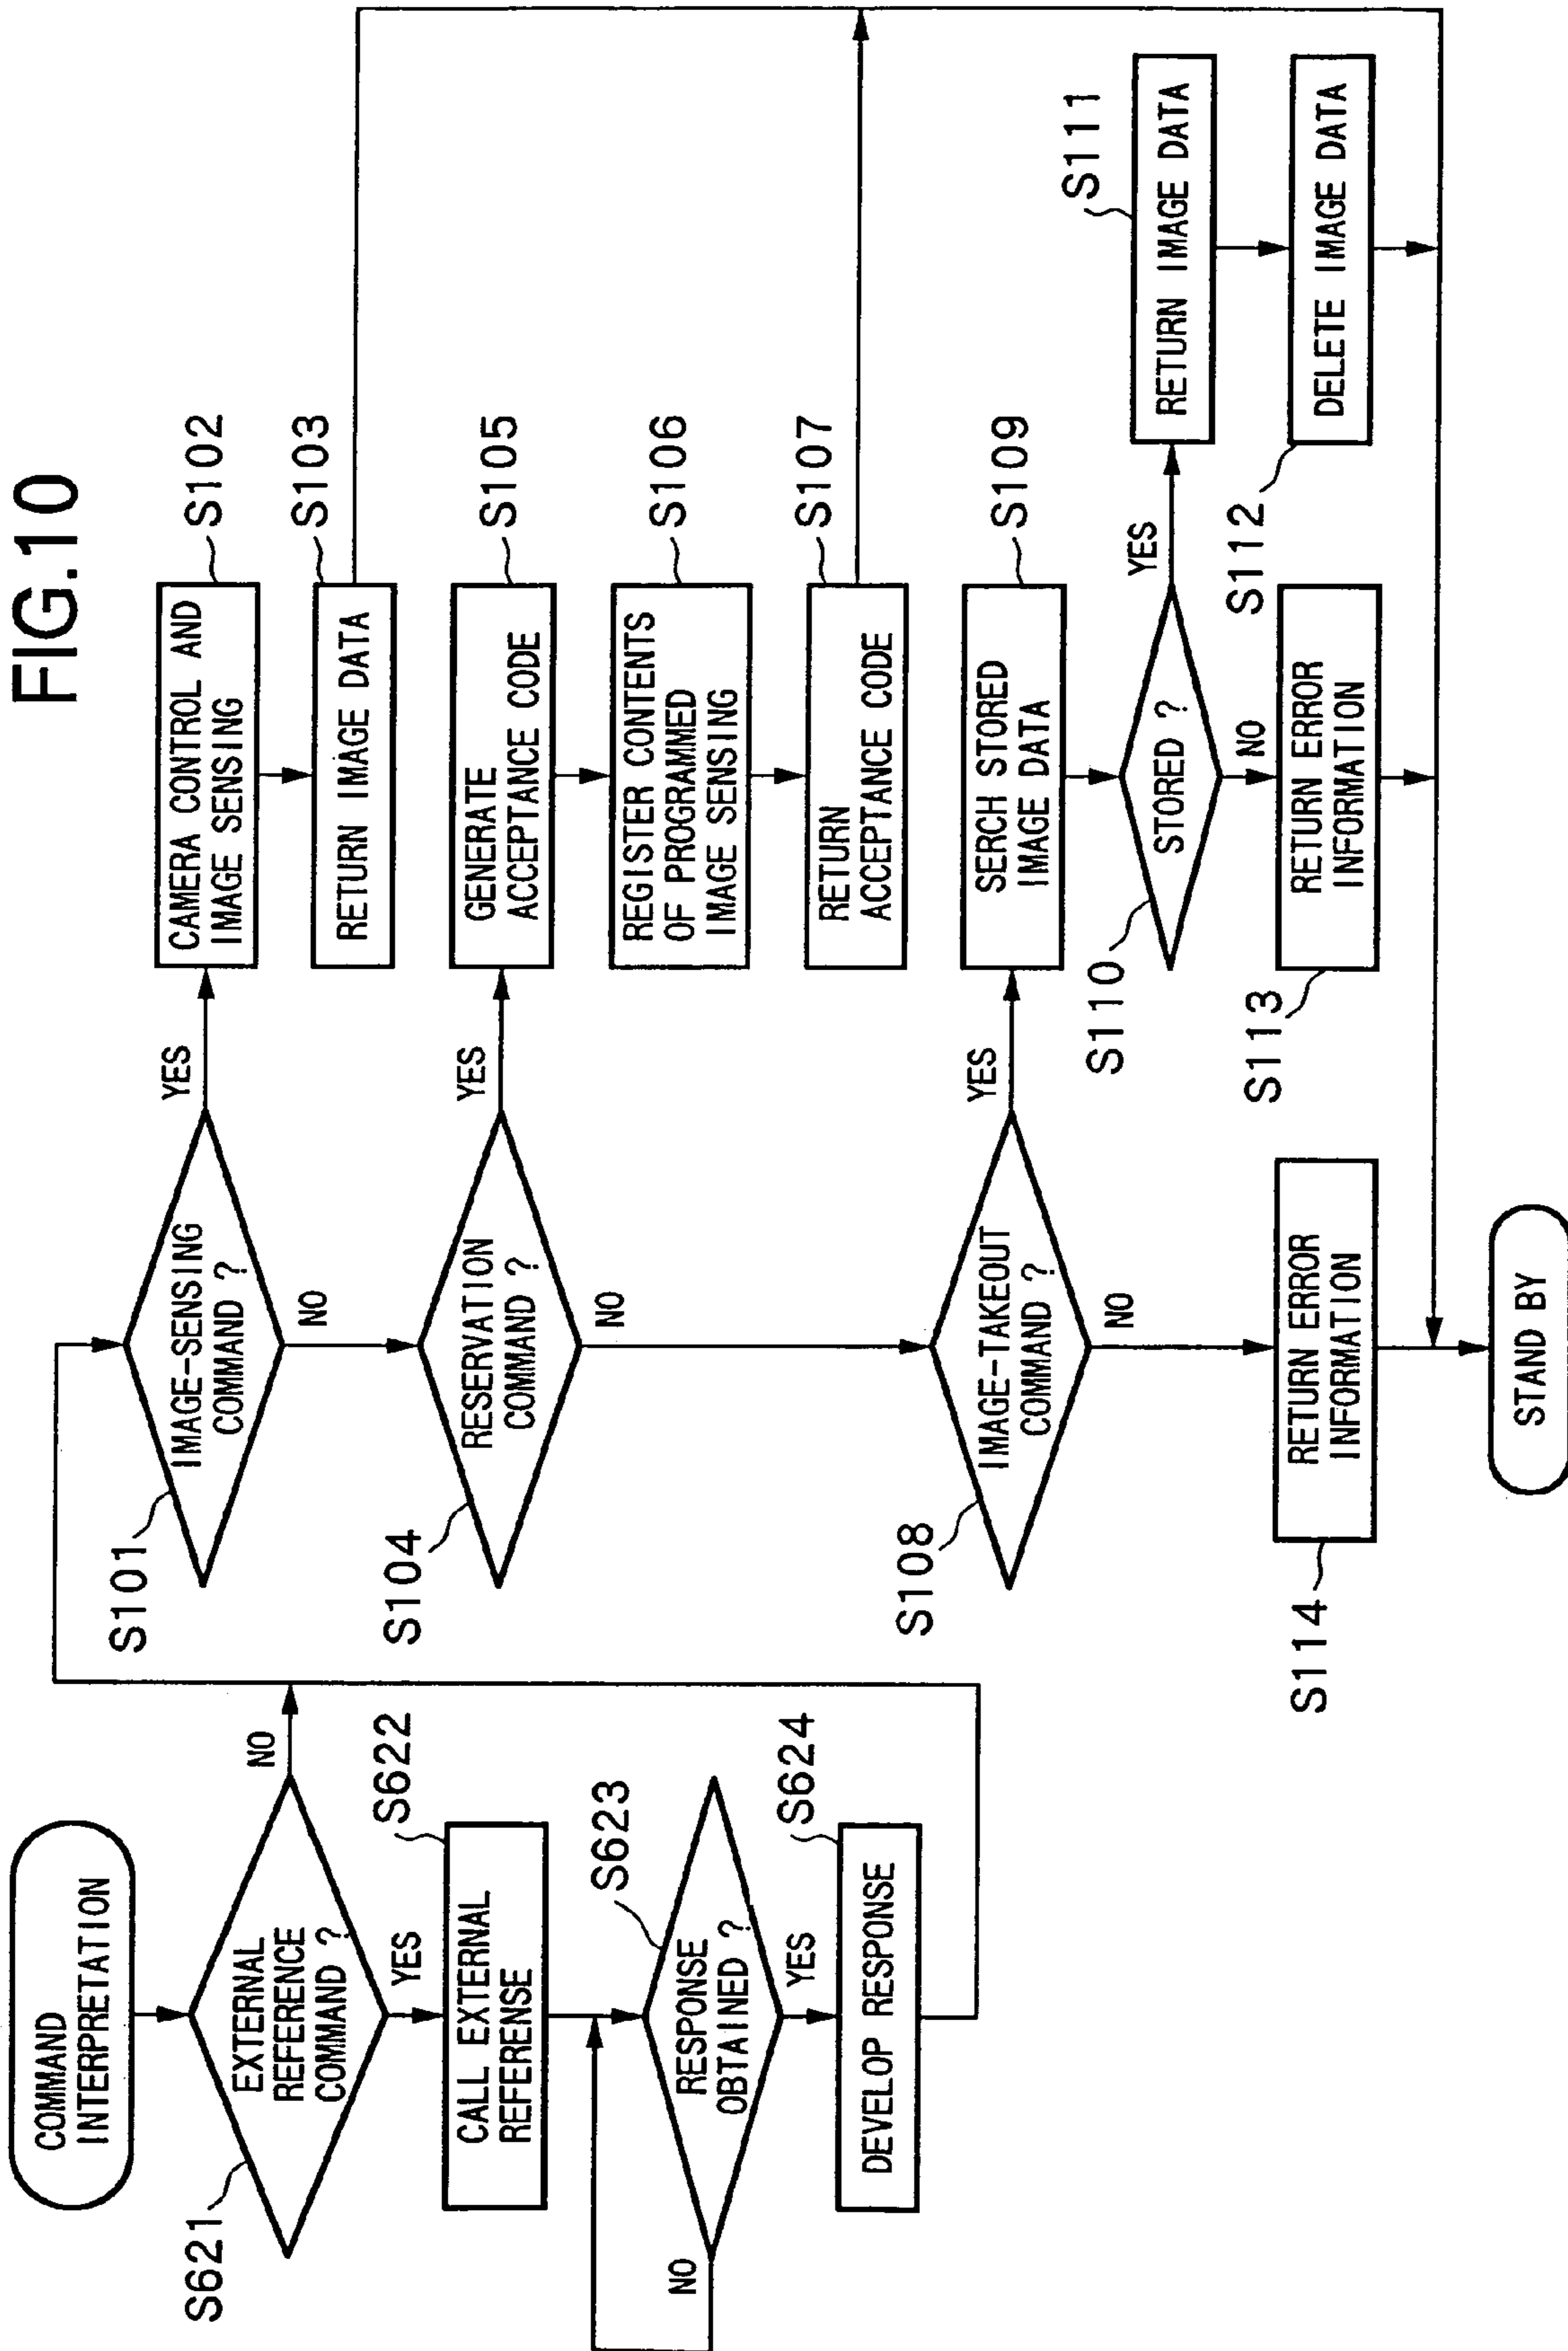 FIG.10
COMMAND
INTERPRETATION
S621
EXTERNAL
REFERENCE
COMMAND ?
NO
YES
S622
CALL EXTERNAL
REFERENSE
S623
RESPONSE
OBTAINED ?
NO
YES
S624
DEVELOP RESPONSE
S101
IMAGE-SENSING
COMMAND ?
YES
NO
S102
CAMERA CONTROL AND
IMAGE SENSING
S103
RETURN IMAGE DATA
S104
RESERVATION
COMMAND ?
YES
NO
S105
GENERATE
ACCEPTANCE CODE
S106
REGISTER CONTENTS
OF PROGRAMMED
IMAGE SENSING
S107
RETURN
ACCEPTANCE CODE
S108
IMAGE-TAKEOUT
COMMAND ?
YES
NO
S109
SERCH STORED
IMAGE DATA
S110
STORED ?
YES
NO
S111
RETURN IMAGE DATA
S112
DELETE IMAGE DATA
S113
RETURN ERROR
INFORMATION
S114
RETURN ERROR
INFORMATION
STAND BY